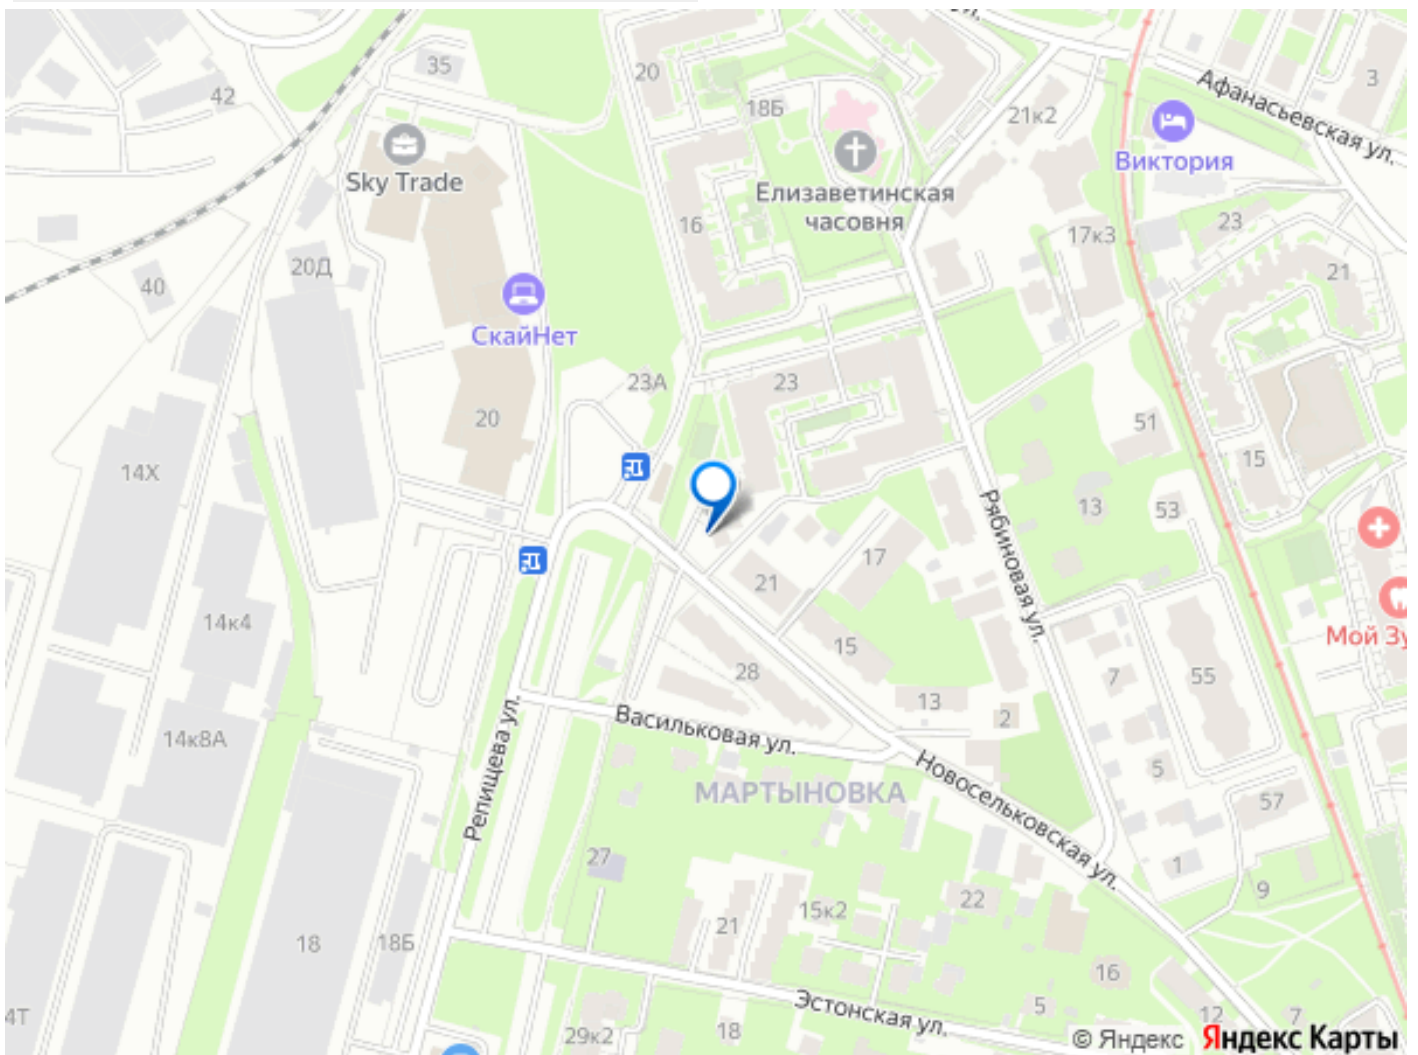 ул.
35
20
42
3
Афанасьевская ул.
18Б
21к2
Виктория
Sky Trade
Елизаветинская
часовня
16
23
17к3
20Д
21
40
СкайНет
23А
23
20
51
14Х
15
Рябиновая ул.
13
53
17
21
14к4
15
Мой Зу
28
7
55
13
2
Васильковая ул.
14к8А
Репищева ул.
Новосельковская ул.
5
МАРТЫНОВКА
57
27
1
22
9
15к2
21
18
18Б
16
Эстонская ул.
5
12
7
4Т
29к2
18
© Яндекс Яндекс Карты